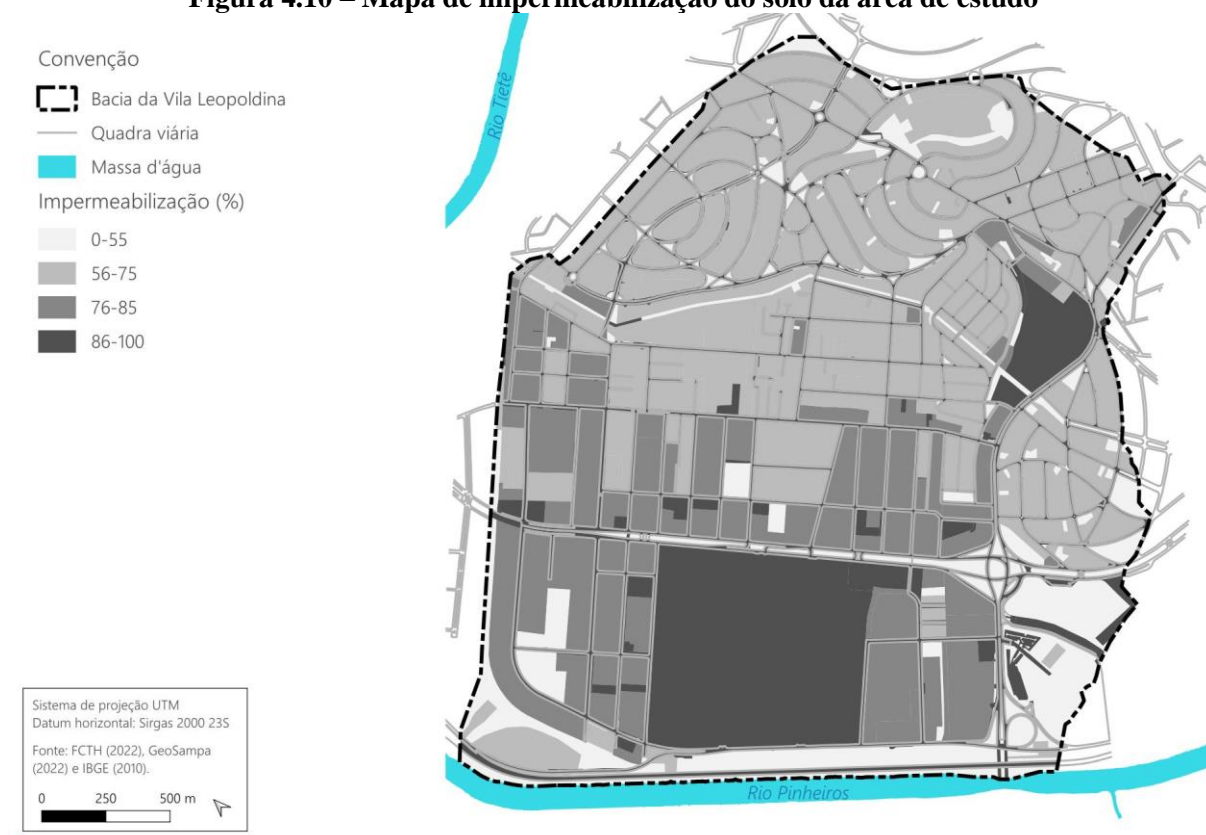 Figura 4.10 – Mapa de impermeabilização do solo da área de estudo
Convenção
Bacia da Vila Leopoldina
Quadra viária
Massa d'água
Impermeabilização (%)
0-55
56-75
76-85
86-100
Rio Tietê
Rio Pinheiros
Sistema de projeção UTM
Datum horizontal: Sirgas 2000 23S
Fonte: FCTH (2022), GeoSampa
(2022) e IBGE (2010).
0 250 500 m